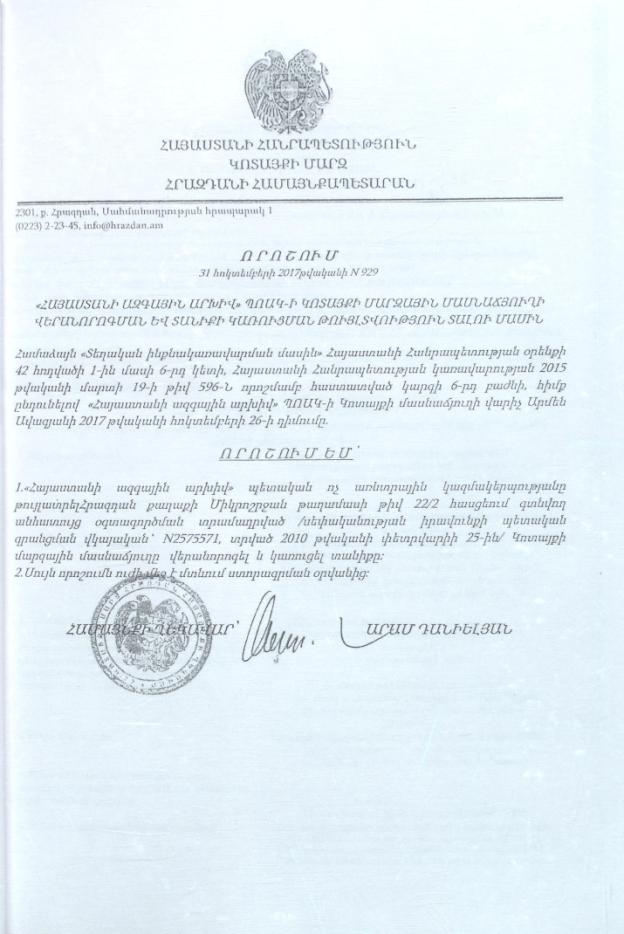 ՀԱՅԱՍՏԱՆԻ ՀԱՆՐԱՊԵՏՈՒԹՅՈՒՆ
ԿՈՏԱՅՔԻ ՄԱՐԶ
ՀՐԱԶԴԱՆԻ ՀԱՄԱՅՆՔԱՊԵՏԱՐԱՆ
2301, ք. Հրազդան, Սահմանադրության հրապարակ 1
(0223) 2-23-45, info@hrazdan.am
Ո Ր Ո Շ ՈՒ Մ
31 հոկտեմբերի 2017թվականի N 929
«ՀԱՅԱՍՏԱՆԻ ԱԶԳԱՅԻՆ ԱՐԽԻՎ» ՊՈԱԿ-Ի ԿՈՏԱՅՔԻ ՄԱՐԶԱՅԻՆ ՄԱՍՆԱՃՅՈՒՂԻ
ՎԵՐԱՆՈՐՈԳՄԱՆ ԵՎ ՏԱՆԻՔԻ ԿԱՌՈՒՑՄԱՆ ԹՈՒՅԼՏՎՈՒԹՅՈՒՆ ՏԱԼՈՒ ՄԱՍԻՆ
Համաձայն «Տեղական ինքնակառավարման մասին» Հայաստանի Հանրապետության օրենքի
42 հոդվածի 1-ին մասի 6-րդ կետի, Հայաստանի Հանրապետության կառավարության 2015
թվականի մարտի 19-ի թիվ 596-Ն որոշմամբ հաստատված կարգի 6-րդ բաժնի, հիմք
ընդունելով «Հայաստանի ազգային արխիվ» ՊՈԱԿ-ի Կոտայքի մասնաճյուղի վարիչ Արմեն
Ավագյանի 2017 թվականի հոկտեմբերի 26-ի դիմումը.
Ո Ր Ո Շ ՈՒ Մ ԵՄ՝
1.«Հայաստանի ազգային արխիվ» պետական ոչ առևտրային կազմակերպությանը
թույլատրելՀրազդան քաղաքի Միկրոշրջան թաղամասի թիվ 22/2 հասցեում գտնվող
անհատույց օգտագործման տրամադրված /սեփականության իրավունքի պետական
գրանցման վկայական՝ N2575571, տրված 2010 թվականի փետրվարիի 25-ին/ Կոտայքի
մարզային մասնաճյուղը վերանորոգել և կառուցել տանիքը:
2.Սույն որոշումն ուժի մեջ է մտնում ստորագրման օրվանից:
ՀԱՄԱՅՆՔԻ ՂԵԿԱՎԱՐ՝ ԱՐԱՄ ԴԱՆԻԵԼՅԱՆ